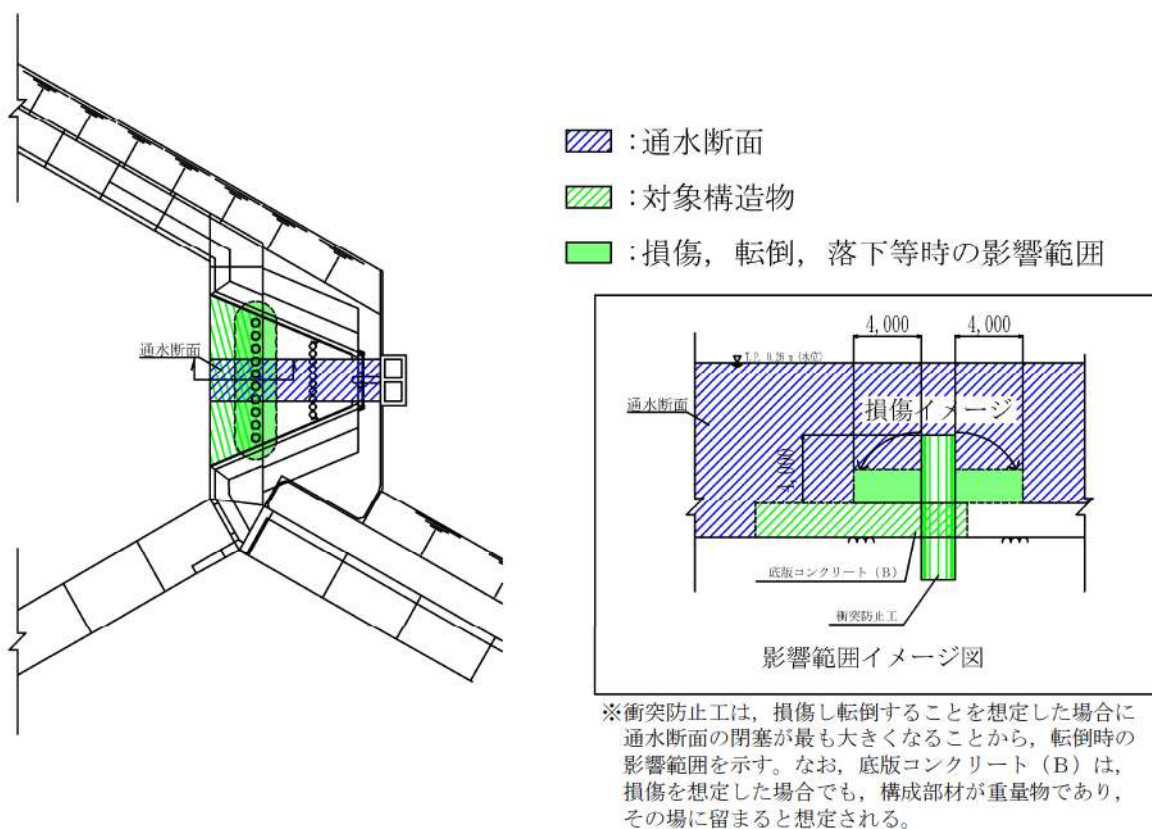 ：通水断面
：対象構造物
：損傷，転倒，落下等時の影響範囲
通水断面
4,000
4,000
T.P. 0.26 m (水位)
通水断面
損傷イメージ
4,000
底版コンクリート（B）
衝突防止工
影響範囲イメージ図
※衝突防止工は，損傷し転倒することを想定した場合に
通水断面の閉塞が最も大きくなることから，転倒時の
影響範囲を示す。なお，底版コンクリート（B）は，
損傷を想定した場合でも，構成部材が重量物であり，
その場に留まると想定される。